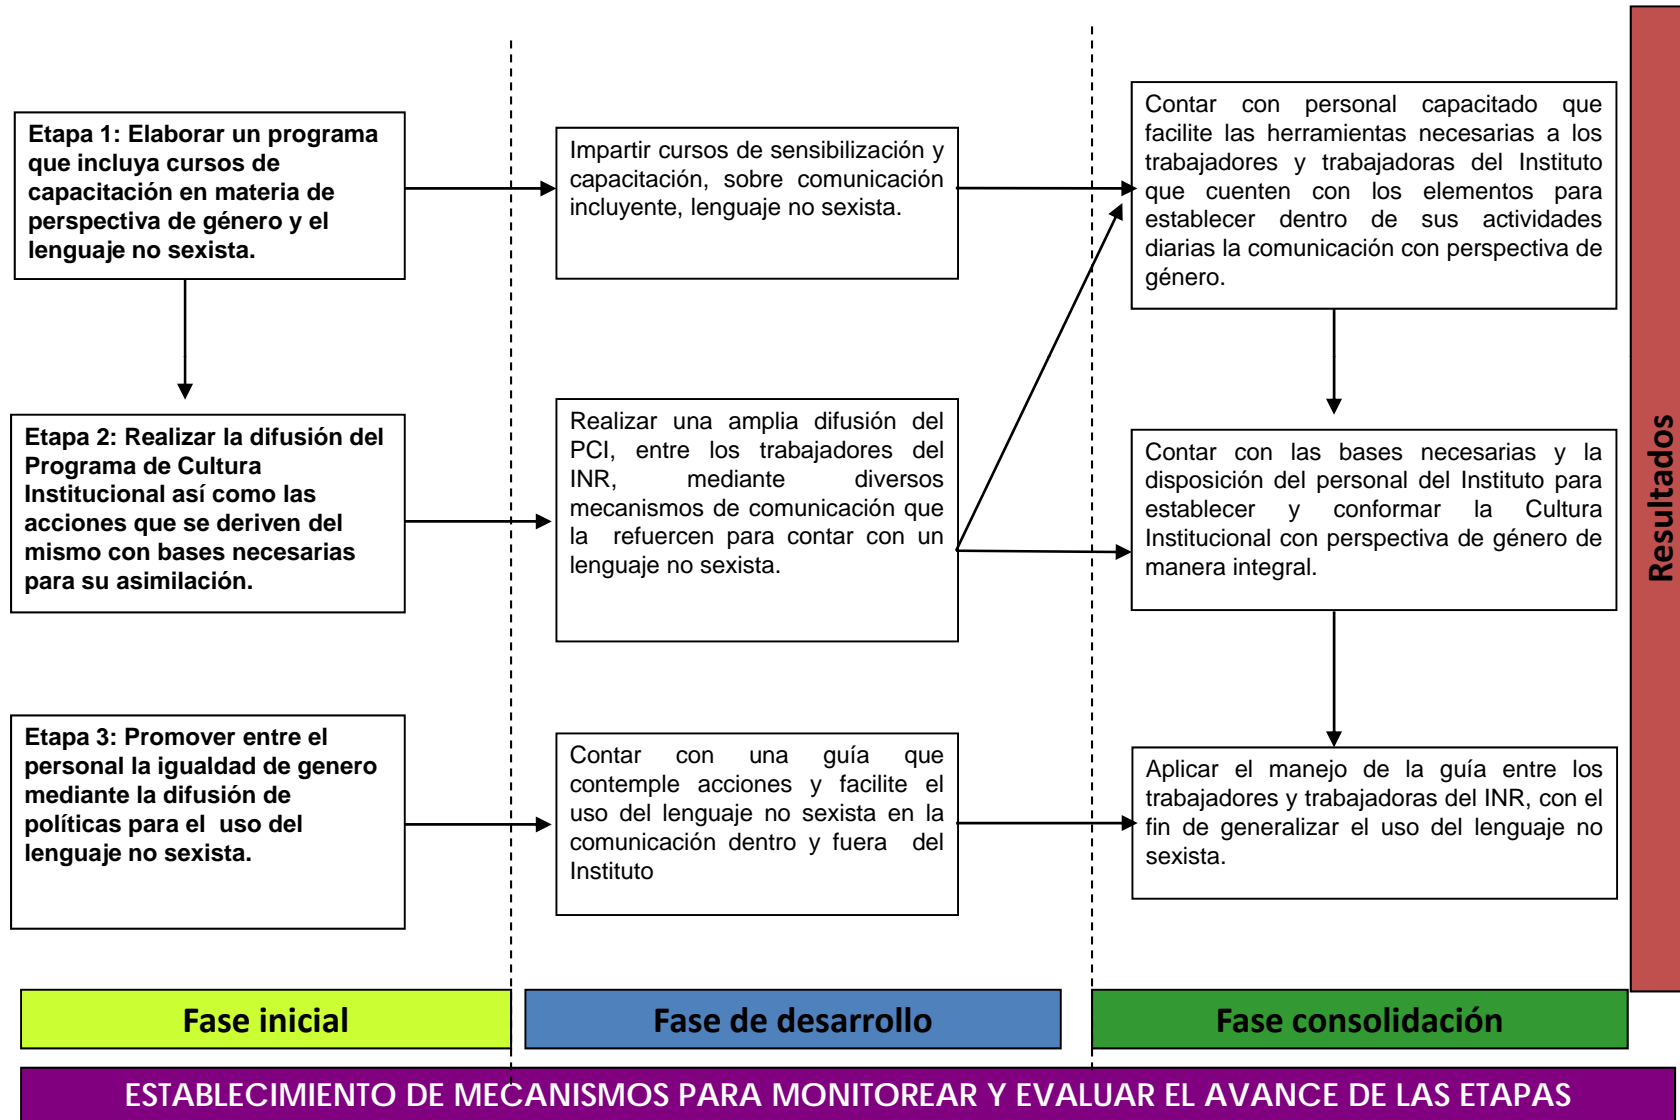 Etapa 1: Elaborar un programa
que incluya cursos de
capacitación en materia de
perspectiva de género y el
lenguaje no sexista.
Impartir cursos de sensibilización y
capacitación, sobre comunicación
incluyente, lenguaje no sexista.
Contar con personal capacitado que
facilite las herramientas necesarias a los
trabajadores y trabajadoras del Instituto
que cuenten con los elementos para
establecer dentro de sus actividades
diarias la comunicación con perspectiva de
género.
Etapa 2: Realizar la difusión del
Programa de Cultura
Institucional así como las
acciones que se deriven del
mismo con bases necesarias
para su asimilación.
Realizar una amplia difusión del
PCI, entre los trabajadores del
INR, mediante diversos
mecanismos de comunicación que
la refuercen para contar con un
lenguaje no sexista.
Contar con las bases necesarias y la
disposición del personal del Instituto para
establecer y conformar la Cultura
Institucional con perspectiva de género de
manera integral.
Etapa 3: Promover entre el
personal la igualdad de genero
mediante la difusión de
políticas para el uso del
lenguaje no sexista.
Contar con una guía que
contemple acciones y facilite el
uso del lenguaje no sexista en la
comunicación dentro y fuera del
Instituto
Aplicar el manejo de la guía entre los
trabajadores y trabajadoras del INR, con el
fin de generalizar el uso del lenguaje no
sexista.
Resultados
Fase inicial
Fase de desarrollo
Fase consolidación
ESTABLECIMIENTO DE MECANISMOS PARA MONITOREAR Y EVALUAR EL AVANCE DE LAS ETAPAS